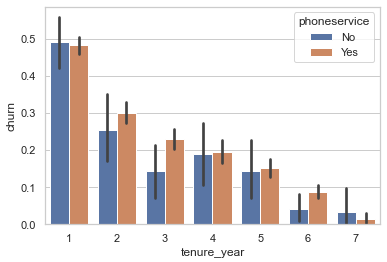 phoneservice
No
Yes
churn
0.5
0.4
0.3
0.2
0.1
0.0
1 2 3 4 5 6 7
tenure_year